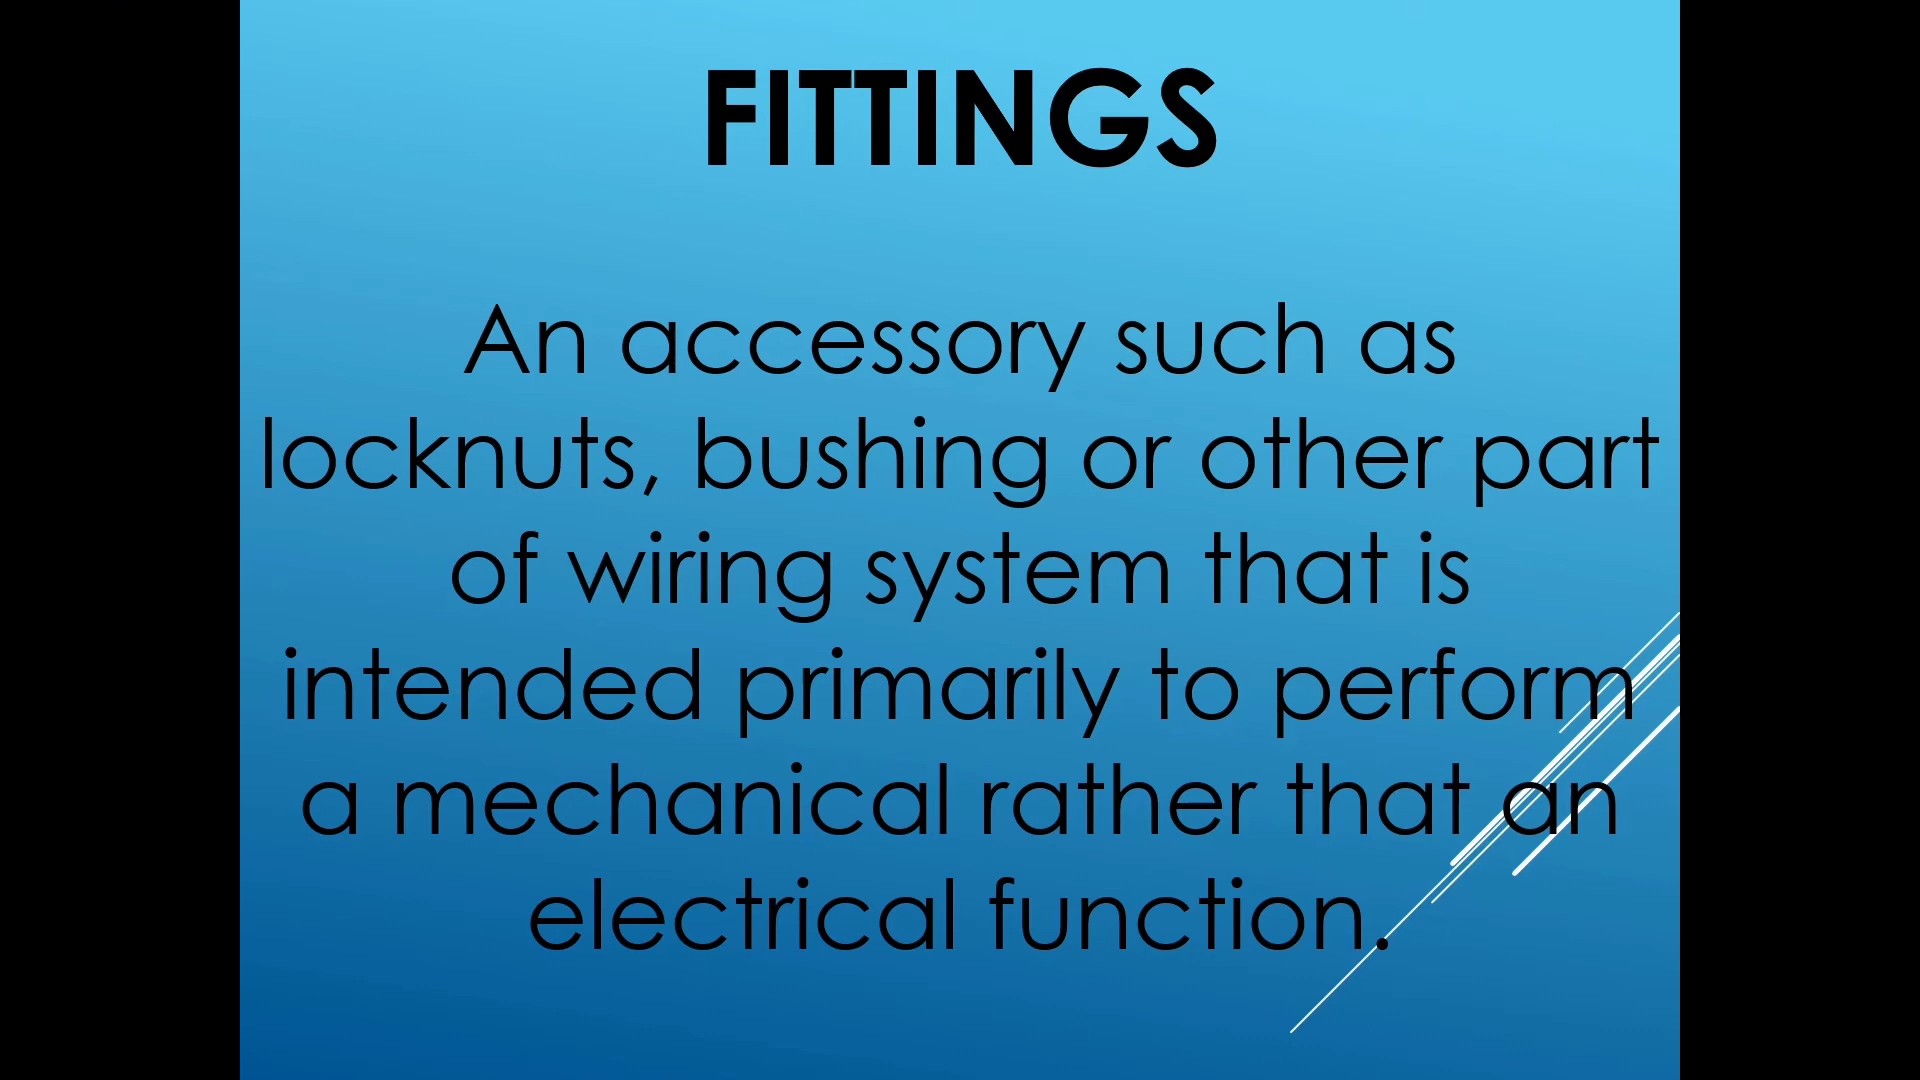 FITTINGS
An accessory such as
locknuts, bushing or other part
of wiring system that is
intended primarily to perform
a mechanical rather that an
electrical function.